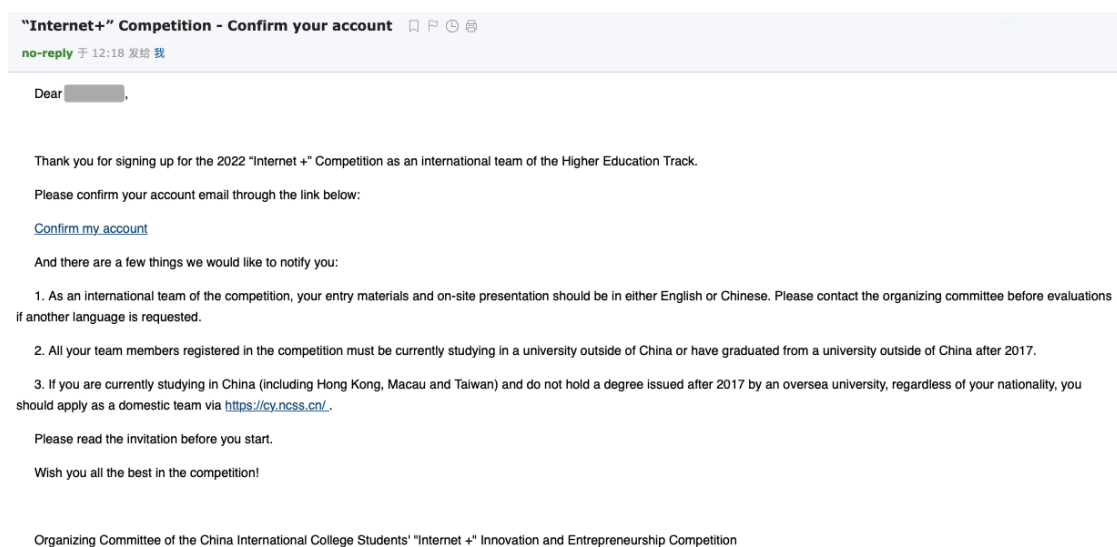 “Internet+” Competition - Confirm your account
no-reply 于 12:18 发给 我
Dear ,
Thank you for signing up for the 2022 “Internet +” Competition as an international team of the Higher Education Track.
Please confirm your account email through the link below:
Confirm my account
And there are a few things we would like to notify you:
1. As an international team of the competition, your entry materials and on-site presentation should be in either English or Chinese. Please contact the organizing committee before evaluations
if another language is requested.
2. All your team members registered in the competition must be currently studying in a university outside of China or have graduated from a university outside of China after 2017.
3. If you are currently studying in China (including Hong Kong, Macau and Taiwan) and do not hold a degree issued after 2017 by an oversea university, regardless of your nationality, you
should apply as a domestic team via https://cy.ncss.cn/ .
Please read the invitation before you start.
Wish you all the best in the competition!
Organizing Committee of the China International College Students' "Internet +" Innovation and Entrepreneurship Competition